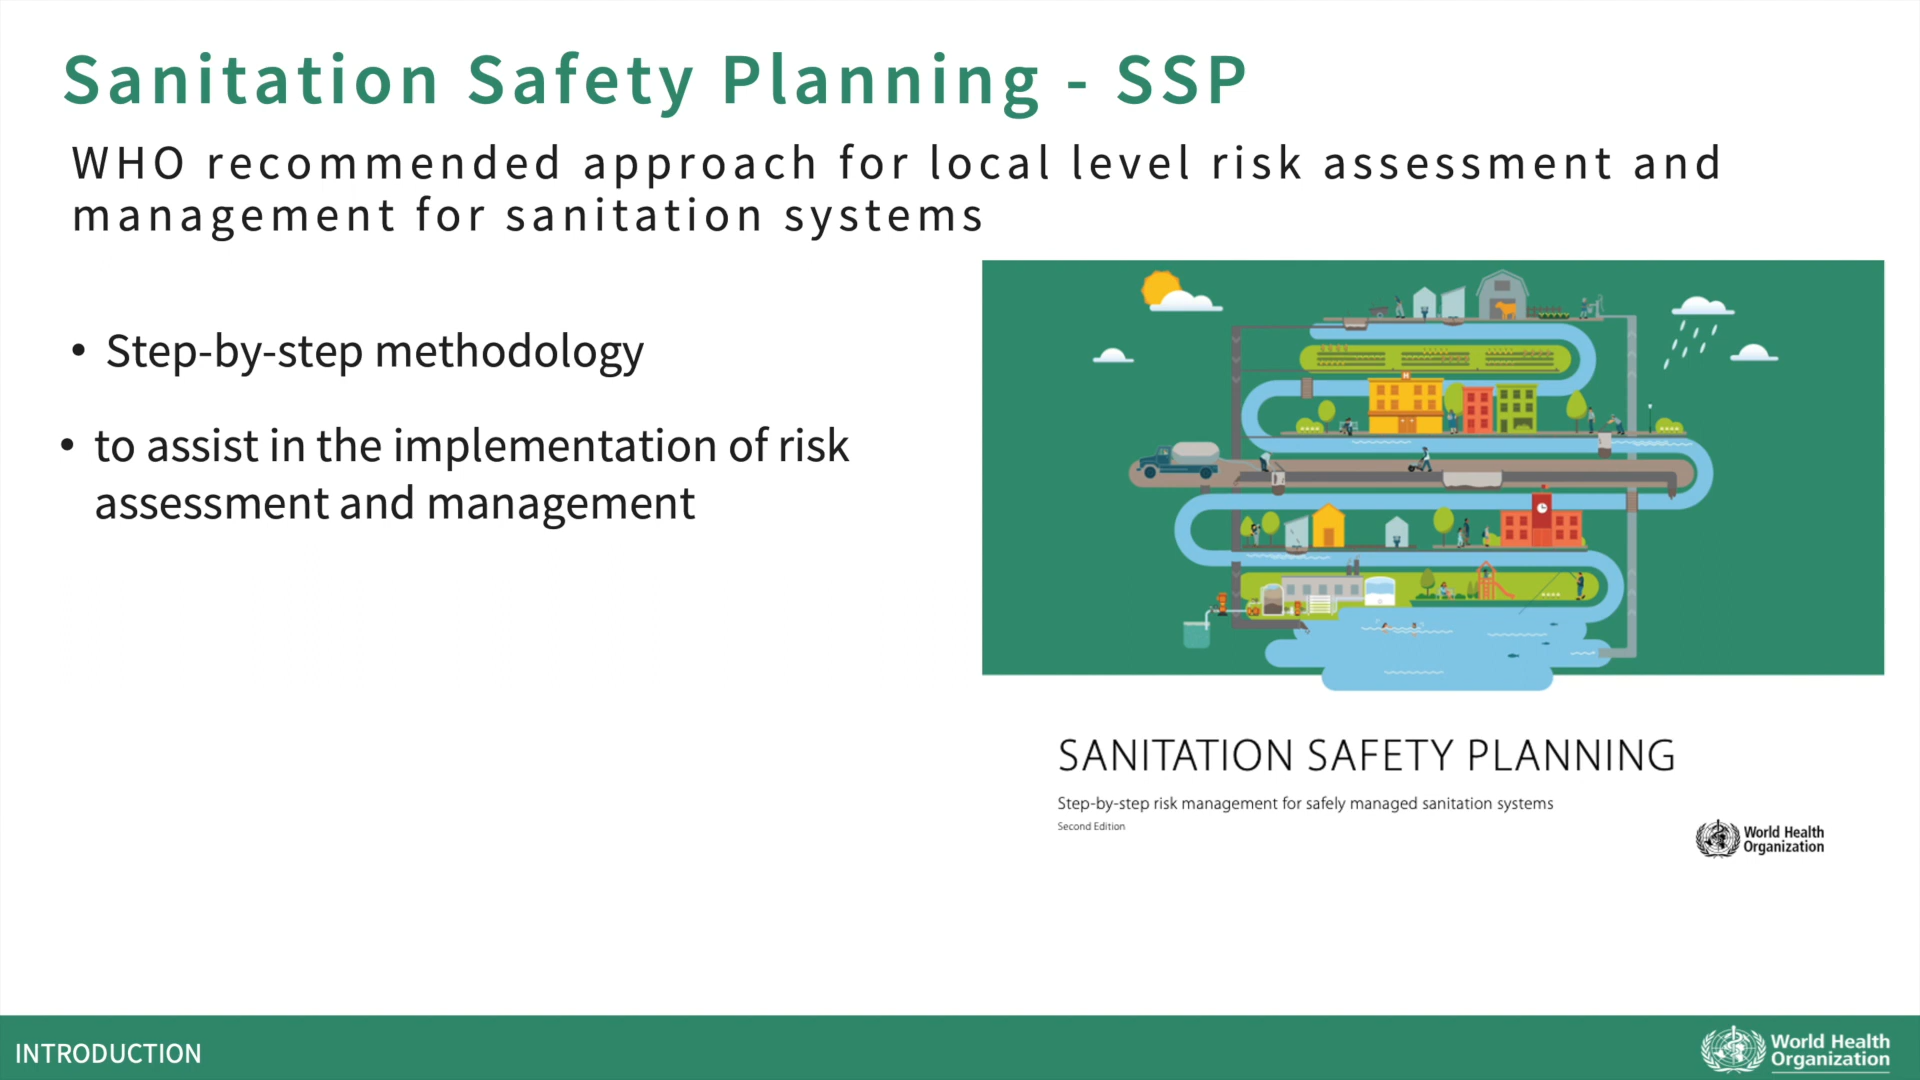 Sanitation Safety Planning - SSP
WHO recommended approach for local level risk assessment and
management for sanitation systems
• Step-by-step methodology
• to assist in the implementation of risk
assessment and management
H
SANITATION SAFETY PLANNING
Step-by-step risk management for safely managed sanitation systems
Second Edition
World Health
Organization
INTRODUCTION
World Health
Organization